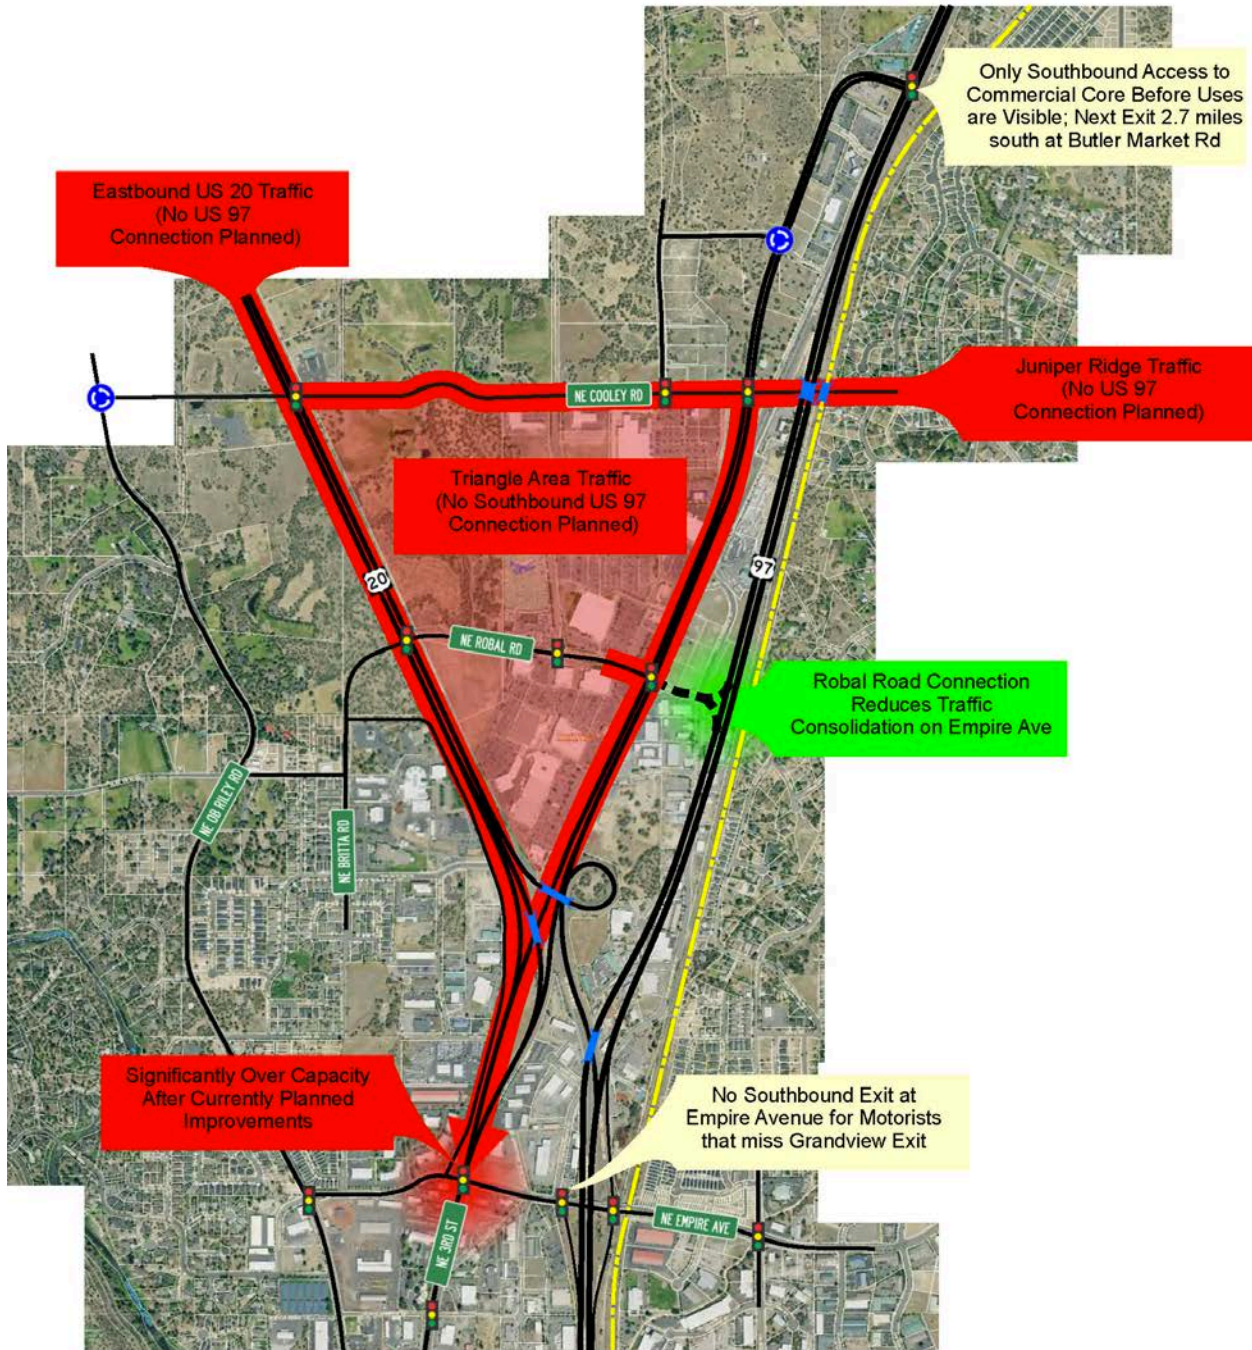 Only Southbound Access to
Commercial Core Before Uses
are Visible; Next Exit 2.7 miles
south at Butler Market Rd
Eastbound US 20 Traffic
(No US 97
Connection Planned)
Juniper Ridge Traffic
(No US 97
Connection Planned)
NE COOLEY RD
Triangle Area Traffic
(No Southbound US 97
Connection Planned)
20
97
NE ROBAL RD
Robal Road Connection
Reduces Traffic
Consolidation on Empire Ave
NE OB RILEY RD
NE BRITTA RD
Significantly Over Capacity
After Currently Planned
Improvements
No Southbound Exit at
Empire Avenue for Motorists
that miss Grandview Exit
NE 3RD ST
NE EMPIRE AVE